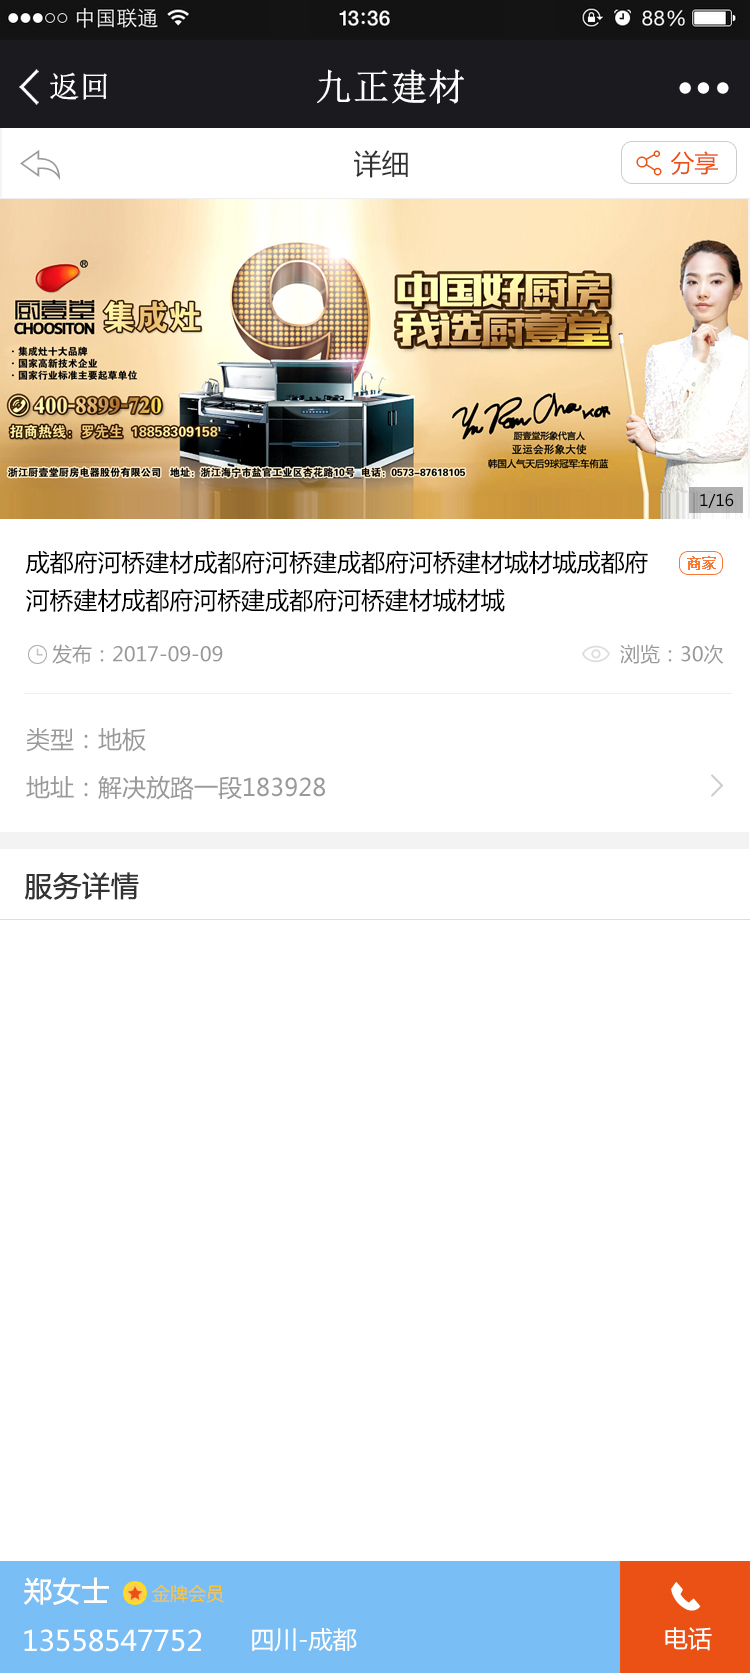 中国联通 13:36 88%
返回 九正建材
详细 分享
厨壹堂® 集成灶
CHOOSITON
中国好厨房
我选厨壹堂
·集成灶十大品牌
·国家高新技术企业
·国家行业标准主要起草单位
400-8899-720
招商热线：罗先生 18858309158
厨壹堂形象代言人
亚运会形象大使
韩国人气天后9球冠军:车侑蓝
浙江厨壹堂厨房电器股份有限公司 地址：浙江海宁市盐官工业区杏花路10号 电话：0573-87618105
1/16
成都府河桥建材成都府河桥建成都府河桥建材城材城成都府 商家
河桥建材成都府河桥建成都府河桥建材城材城
发布：2017-09-09 浏览：30次
类型：地板
地址：解决放路一段183928
服务详情
郑女士 金牌会员
13558547752 四川-成都
电话